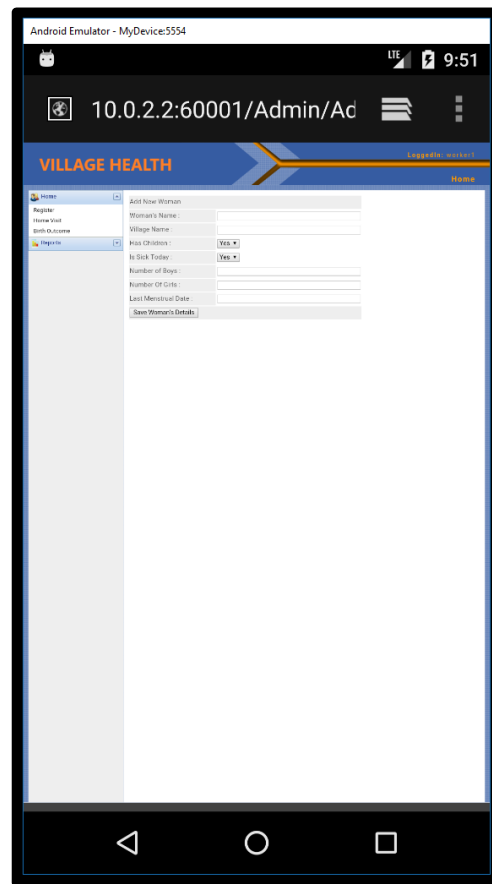 Android Emulator - MyDevice:5554
LTE 9:51
10.0.2.2:60001/Admin/Ad
LoggedIn: worker1
VILLAGE HEALTH
Home
Home
Register
Home Visit
Birth Outcome
Reports
Add New Woman
Woman's Name :
Village Name :
Has Children : Yes
Is Sick Today : Yes
Number of Boys :
Number Of Girls :
Last Menstrual Date :
Save Woman's Details